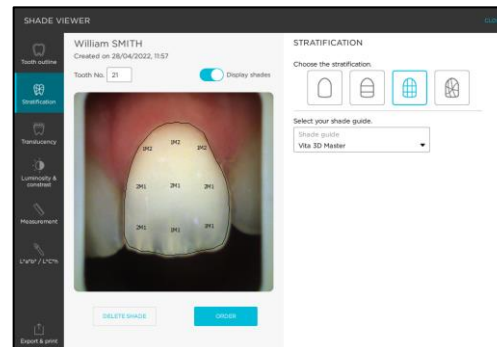 SHADE VIEWER
CLOSE
Tooth outline
Stratification
Translucency
Luminosity &
constrast
Measurement
L*a*b* / L*C*h
Export & print
William SMITH
Created on 28/04/2022, 11:57
Tooth No. 21
Display shades
1M2 1M2 1M2
2M1 2M1 2M1
2M1 2M1 1M1
DELETE SHADE
ORDER
STRATIFICATION
Choose the stratification.
Select your shade guide.
Shade guide
Vita 3D Master